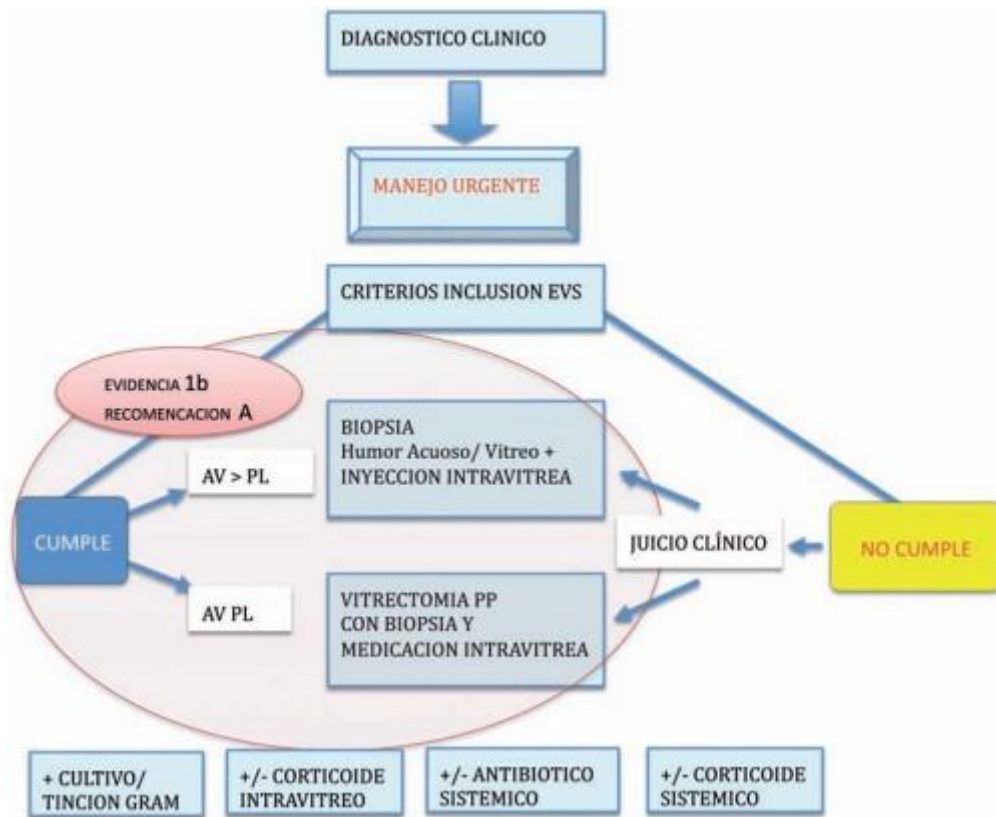 DIAGNOSTICO CLINICO
MANEJO URGENTE
CRITERIOS INCLUSION EVS
EVIDENCIA 1b
RECOMENCACION A
BIOPSIA
Humor Acuoso/ Vitreo +
INYECCION INTRAVITREA
AV > PL
CUMPLE
JUICIO CLÍNICO
NO CUMPLE
AV PL
VITRECTOMIA PP
CON BIOPSIA Y
MEDICACION INTRAVITREA
+ CULTIVO/
TINCION GRAM
+/- CORTICOIDE
INTRAVITREO
+/- ANTIBIOTICO
SISTEMICO
+/- CORTICOIDE
SISTEMICO